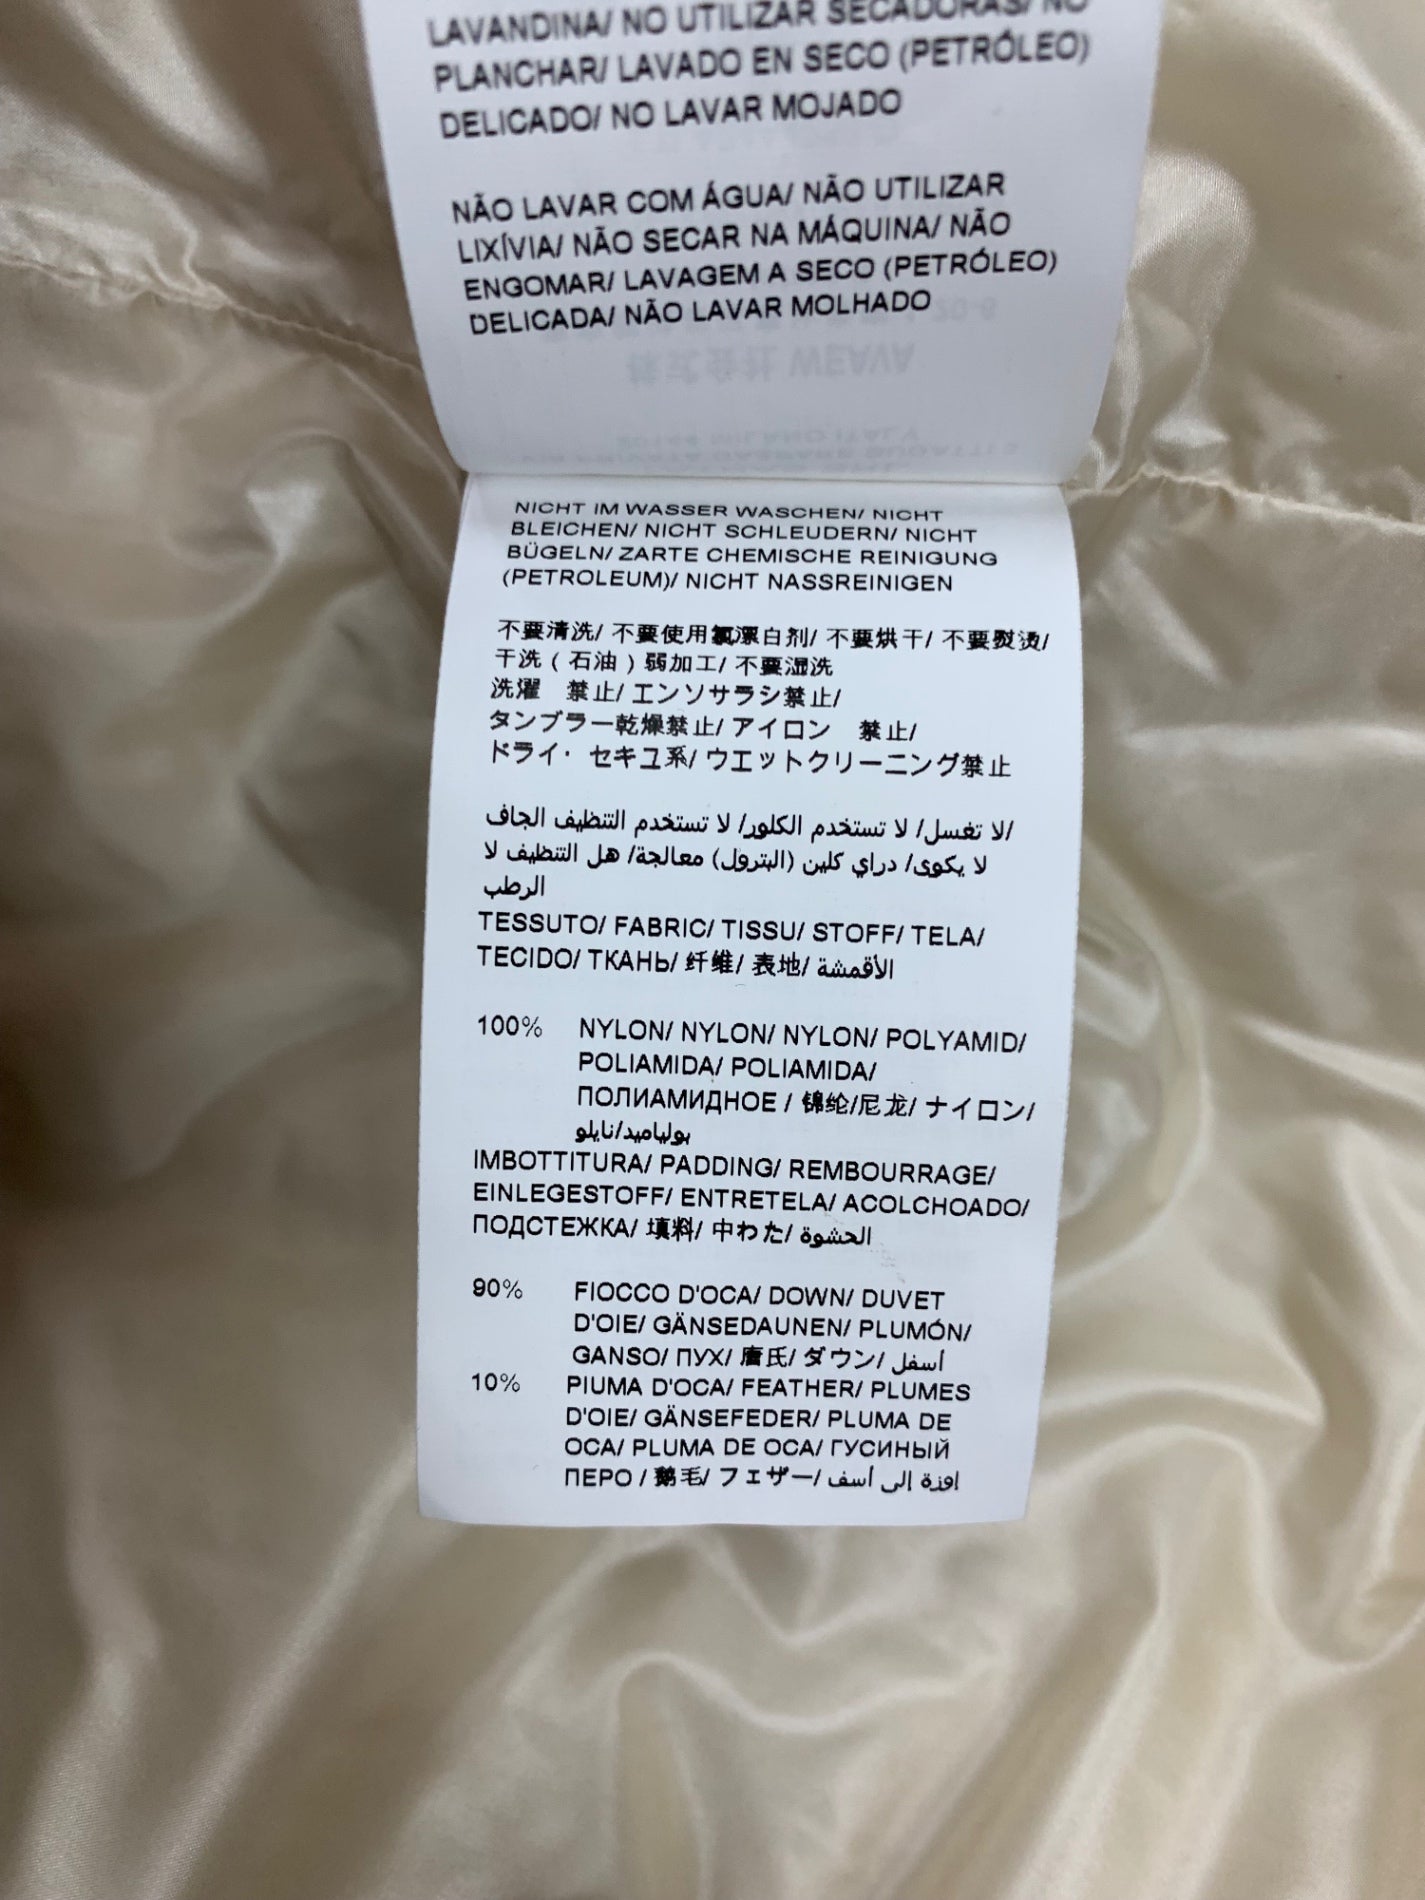 LAVANDINA/ NO UTILIZAR SECADORAS/ NO
PLANCHAR/ LAVADO EN SECO (PETRÓLEO)
DELICADO/ NO LAVAR MOJADO
NÃO LAVAR COM ÁGUA/ NÃO UTILIZAR
LIXÍVIA/ NÃO SECAR NA MÁQUINA/ NÃO
ENGOMAR/ LAVAGEM A SECO (PETRÓLEO)
DELICADA/ NÃO LAVAR MOLHADO
NICHT IM WASSER WASCHEN/ NICHT
BLEICHEN/ NICHT SCHLEUDERN/ NICHT
BÜGELN/ ZARTE CHEMISCHE REINIGUNG
(PETROLEUM)/ NICHT NASSREINIGEN
不要清洗/ 不要使用氯漂白剂/ 不要烘干/ 不要熨烫/
干洗(石油)弱加工/ 不要湿洗
洗濯 禁止/ エンソサラシ禁止/
タンブラー乾燥禁止/ アイロン 禁止/
ドライ・ セキユ系/ ウエットクリーニング禁止
لا تغسل/ لا تستخدم الكلور/ لا تستخدم التنظيف الجاف/
لا يكوى/ دراي كلين (البترول) معالجة/ هل التنظيف لا
الرطب
TESSUTO/ FABRIC/ TISSU/ STOFF/ TELA/
TECIDO/ ТКАНЬ/ 纤维/ 表地/ الأقمشة
100% NYLON/ NYLON/ NYLON/ POLYAMID/
POLIAMIDA/ POLIAMIDA/
ПОЛИАМИДНОЕ / 锦纶/尼龙/ ナイロン/
بولياميد/نايلو
IMBOTTITURA/ PADDING/ REMBOURRAGE/
EINLEGESTOFF/ ENTRETELA/ ACOLCHOADO/
ПОДСТЕЖКА/ 填料/ 中わた/ الحشوة
90% FIOCCO D'OCA/ DOWN/ DUVET
D'OIE/ GÄNSEDAUNEN/ PLUMÓN/
GANSO/ ПУХ/ 唐氏/ ダウン/ أسفل
10% PIUMA D'OCA/ FEATHER/ PLUMES
D'OIE/ GÄNSEFEDER/ PLUMA DE
OCA/ PLUMA DE OCA/ ГУСИНЫЙ
ПЕРО / 鹅毛/ フェザー/ إوزة إلى أسف